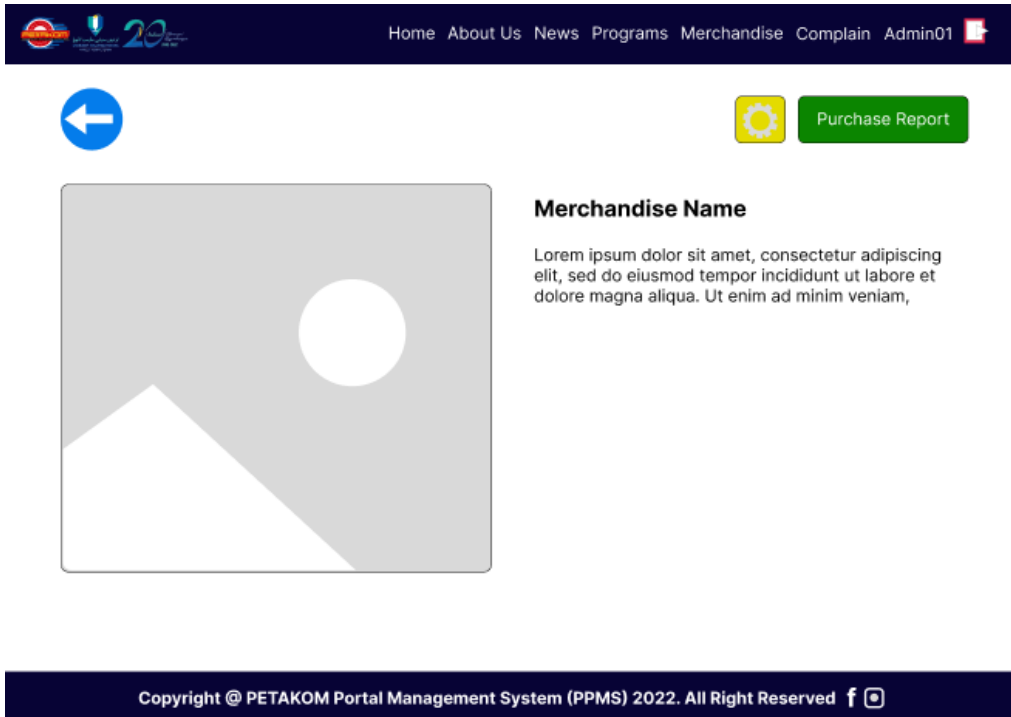 PETAKOM
20
Home About Us News Programs Merchandise Complain Admin01
Purchase Report
Merchandise Name
Lorem ipsum dolor sit amet, consectetur adipiscing
elit, sed do eiusmod tempor incididunt ut labore et
dolore magna aliqua. Ut enim ad minim veniam,
Copyright @ PETAKOM Portal Management System (PPMS) 2022. All Right Reserved f